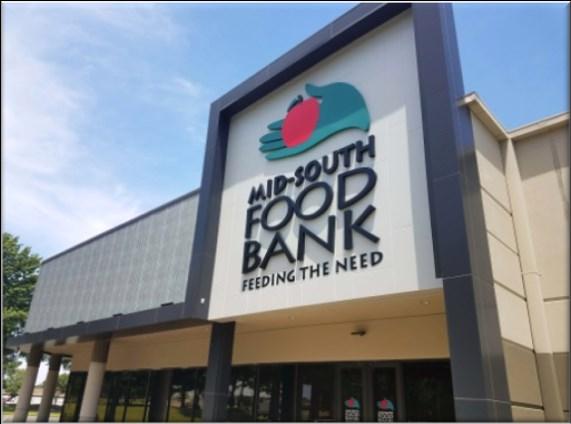 MID-SOUTH
FOOD
BANK
FEEDING THE NEED